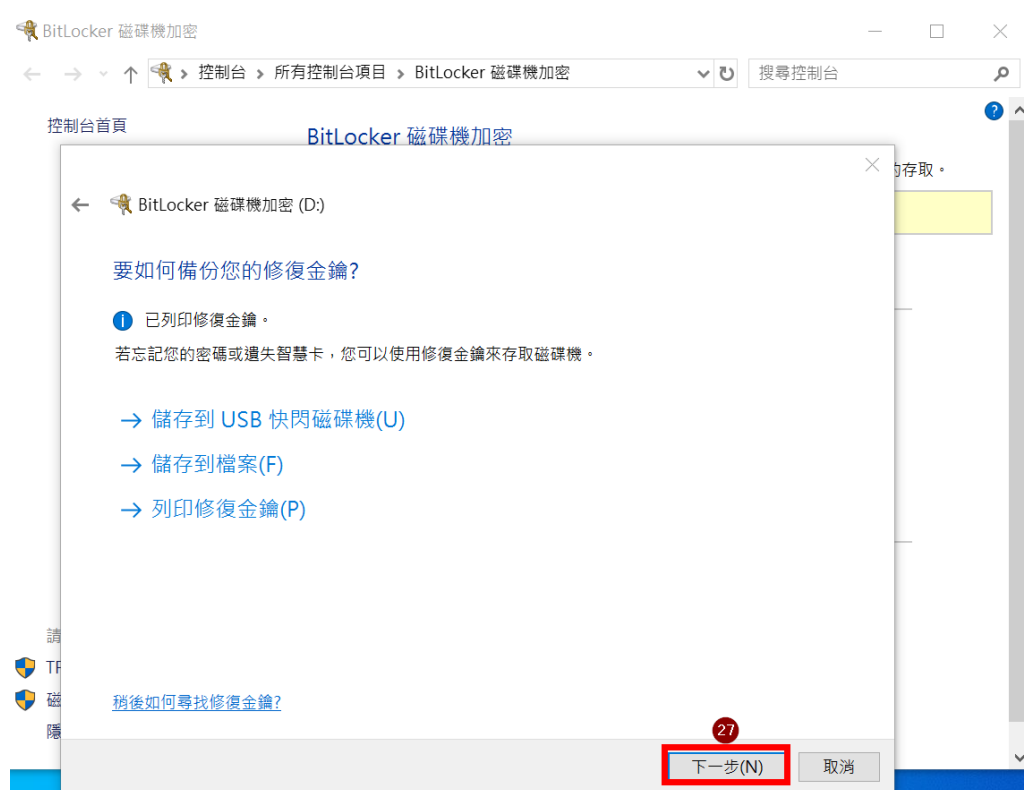 BitLocker 磁碟機加密
控制台 › 所有控制台項目 › BitLocker 磁碟機加密
搜尋控制台
控制台首頁
BitLocker 磁碟機加密
的存取。
BitLocker 磁碟機加密 (D:)
要如何備份您的修復金鑰?
已列印修復金鑰。
若忘記您的密碼或遺失智慧卡，您可以使用修復金鑰來存取磁碟機。
儲存到 USB 快閃磁碟機(U)
儲存到檔案(F)
列印修復金鑰(P)
請
磁
稍後如何尋找修復金鑰?
隱
27
下一步(N)
取消